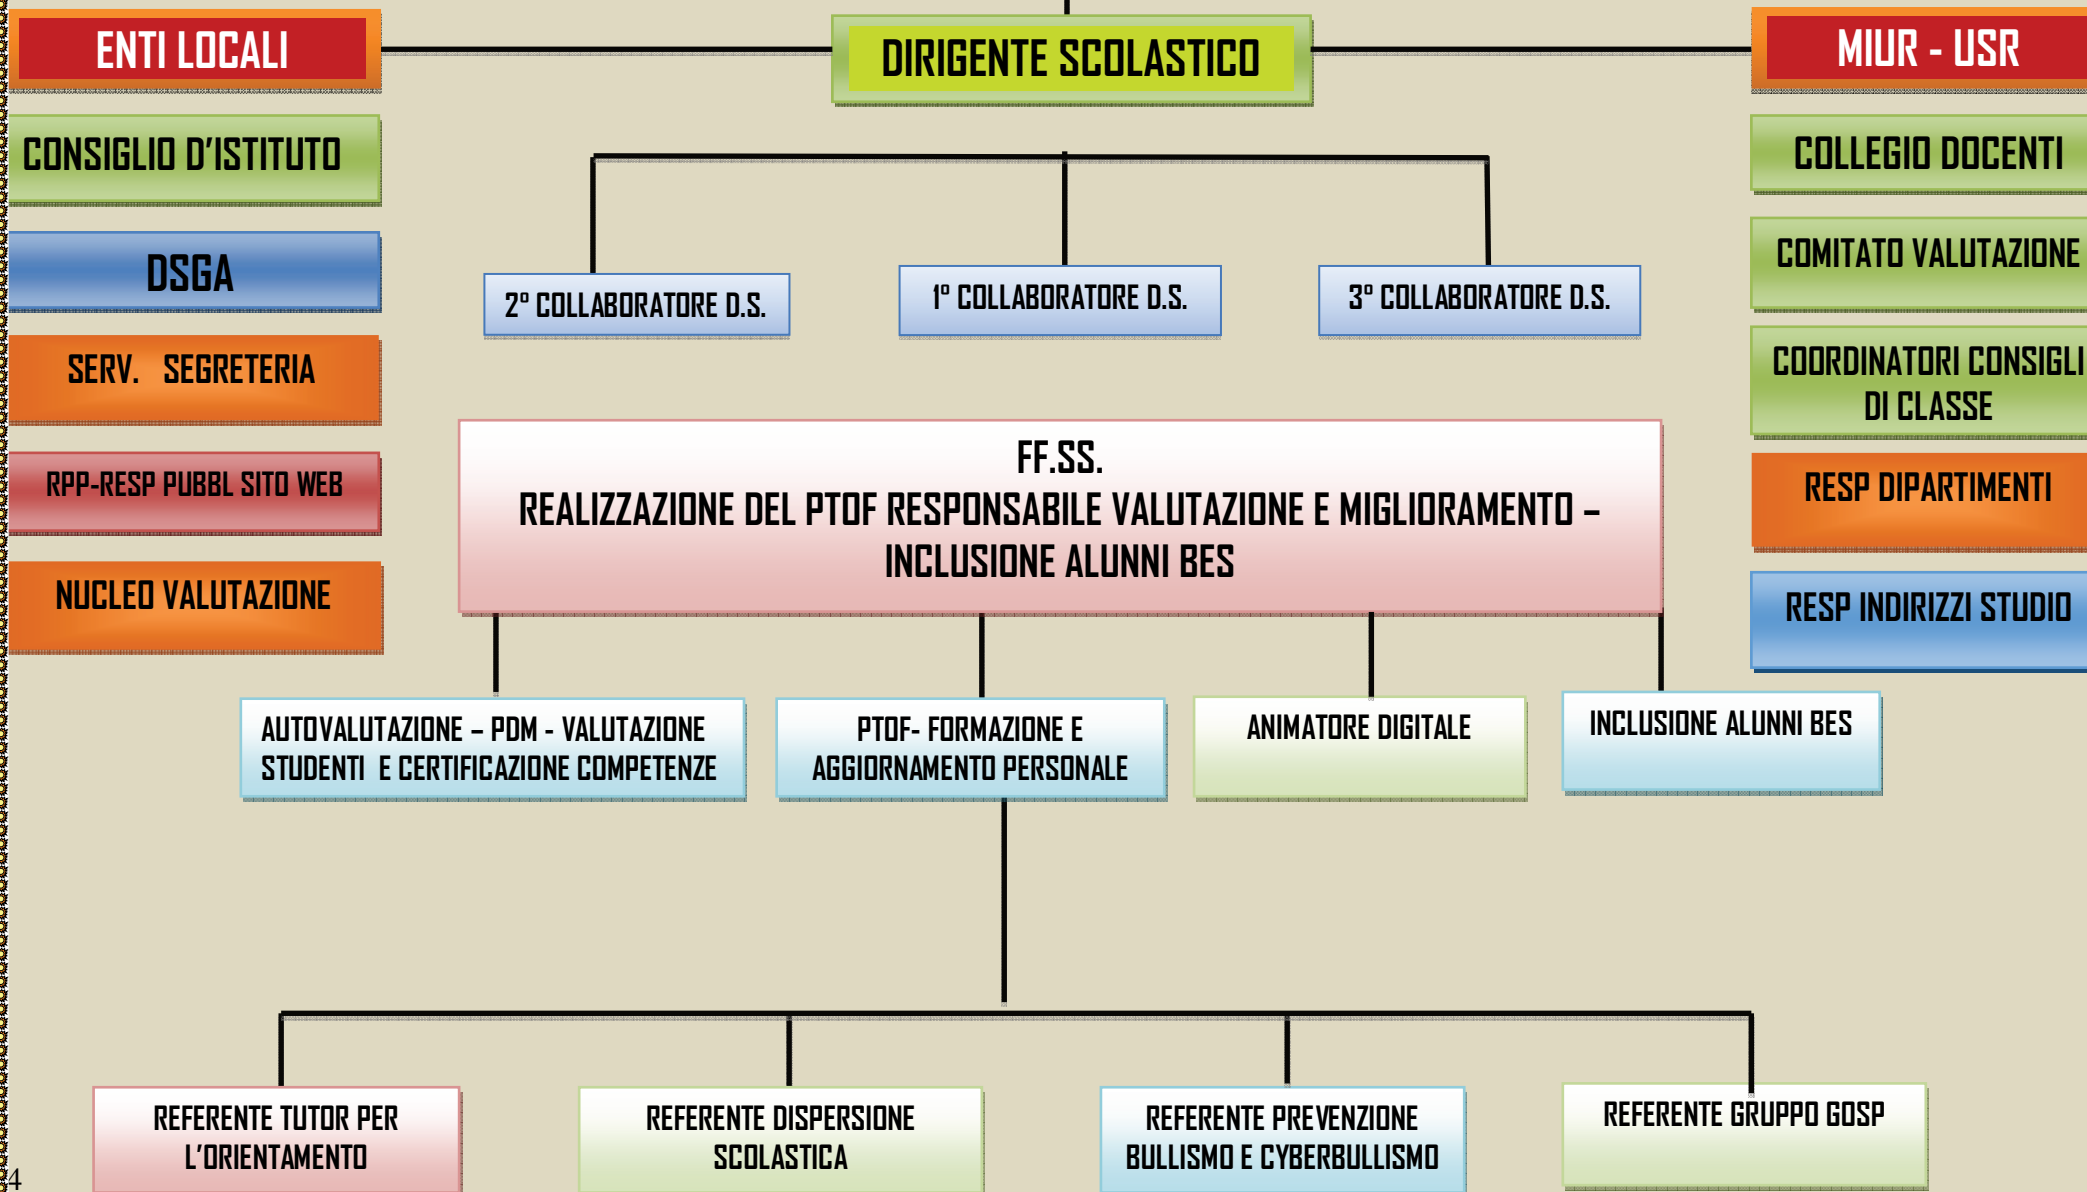 ENTI LOCALI
DIRIGENTE SCOLASTICO
MIUR - USR
CONSIGLIO D'ISTITUTO
COLLEGIO DOCENTI
DSGA
COMITATO VALUTAZIONE
2° COLLABORATORE D.S.
1° COLLABORATORE D.S.
3° COLLABORATORE D.S.
SERV. SEGRETERIA
COORDINATORI CONSIGLI
DI CLASSE
RPP-RESP PUBBL SITO WEB
FF.SS.
REALIZZAZIONE DEL PTOF RESPONSABILE VALUTAZIONE E MIGLIORAMENTO –
INCLUSIONE ALUNNI BES
RESP DIPARTIMENTI
NUCLEO VALUTAZIONE
RESP INDIRIZZI STUDIO
AUTOVALUTAZIONE – PDM - VALUTAZIONE
STUDENTI E CERTIFICAZIONE COMPETENZE
PTOF- FORMAZIONE E
AGGIORNAMENTO PERSONALE
ANIMATORE DIGITALE
INCLUSIONE ALUNNI BES
REFERENTE TUTOR PER
L'ORIENTAMENTO
REFERENTE DISPERSIONE
SCOLASTICA
REFERENTE PREVENZIONE
BULLISMO E CYBERBULLISMO
REFERENTE GRUPPO GOSP
4